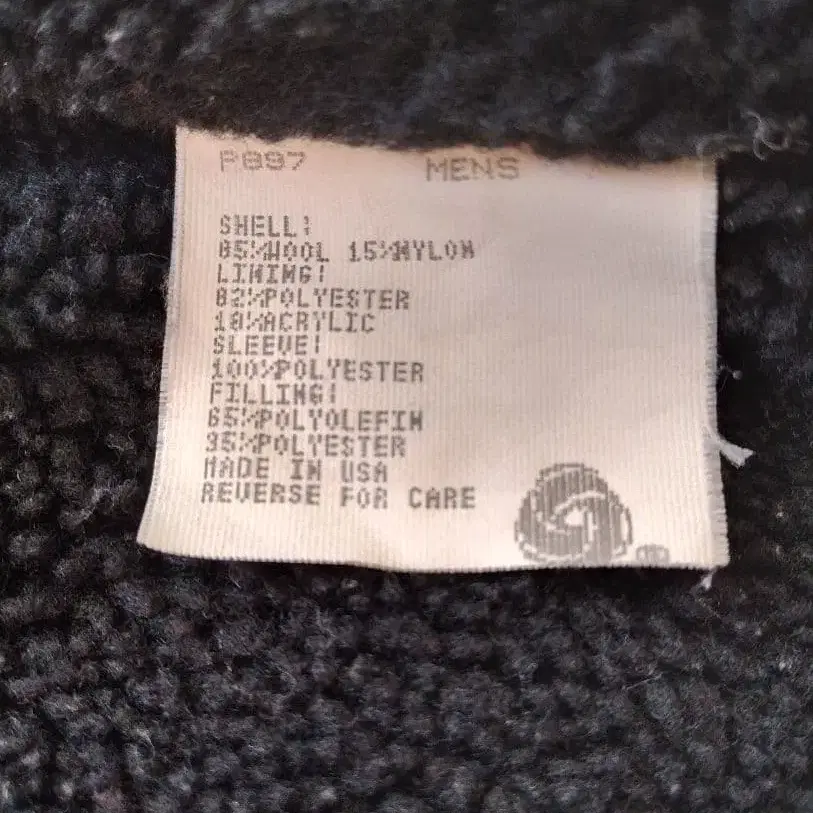 P897 MENS
SHELL:
85%WOOL 15%NYLON
LINING:
82%POLYESTER
18%ACRYLIC
SLEEVE:
100%POLYESTER
FILLING:
65%POLYOLEFIN
35%POLYESTER
MADE IN USA
REVERSE FOR CARE